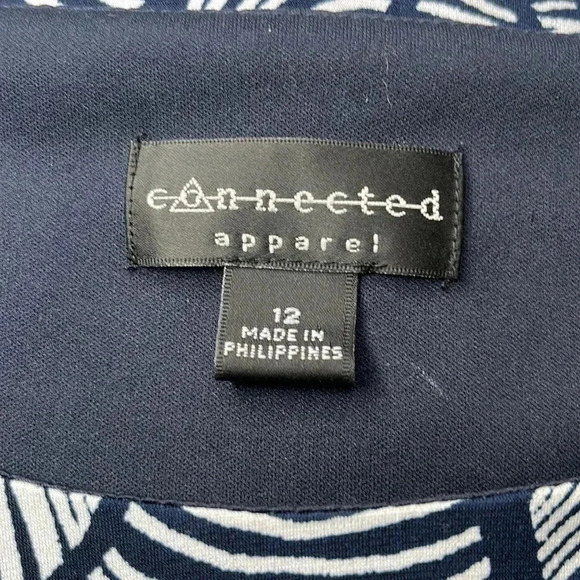 connected
apparel
12
MADE IN
PHILIPPINES